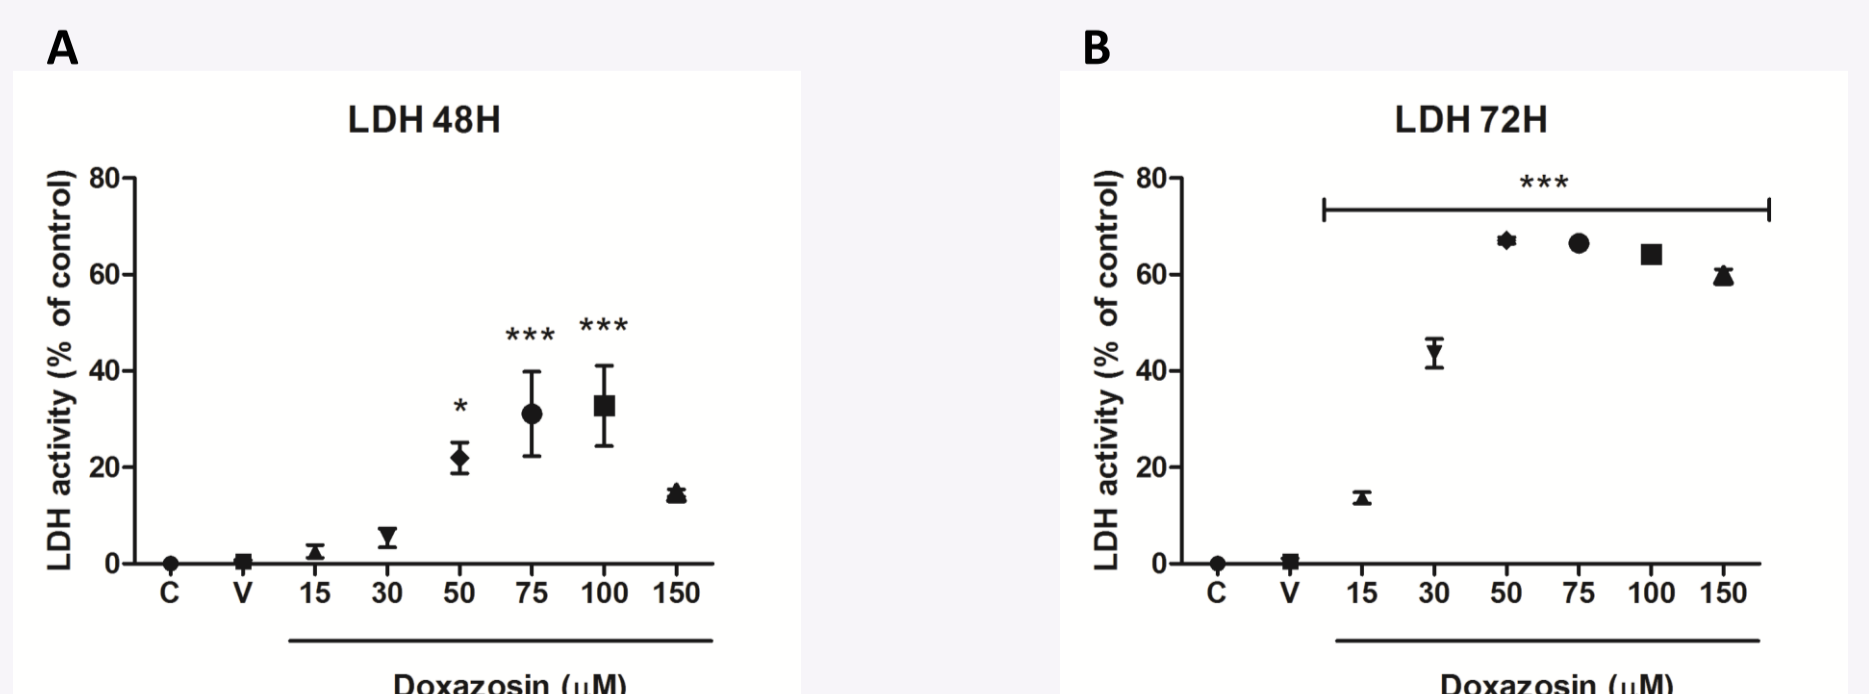 A
LDH 48H
LDH activity (% of control)
80
60
40
20
0
*
***
***
C V 15 30 50 75 100 150
Doxazosin (μM)
B
LDH 72H
LDH activity (% of control)
80
60
40
20
0
***
C V 15 30 50 75 100 150
Doxazosin (μM)